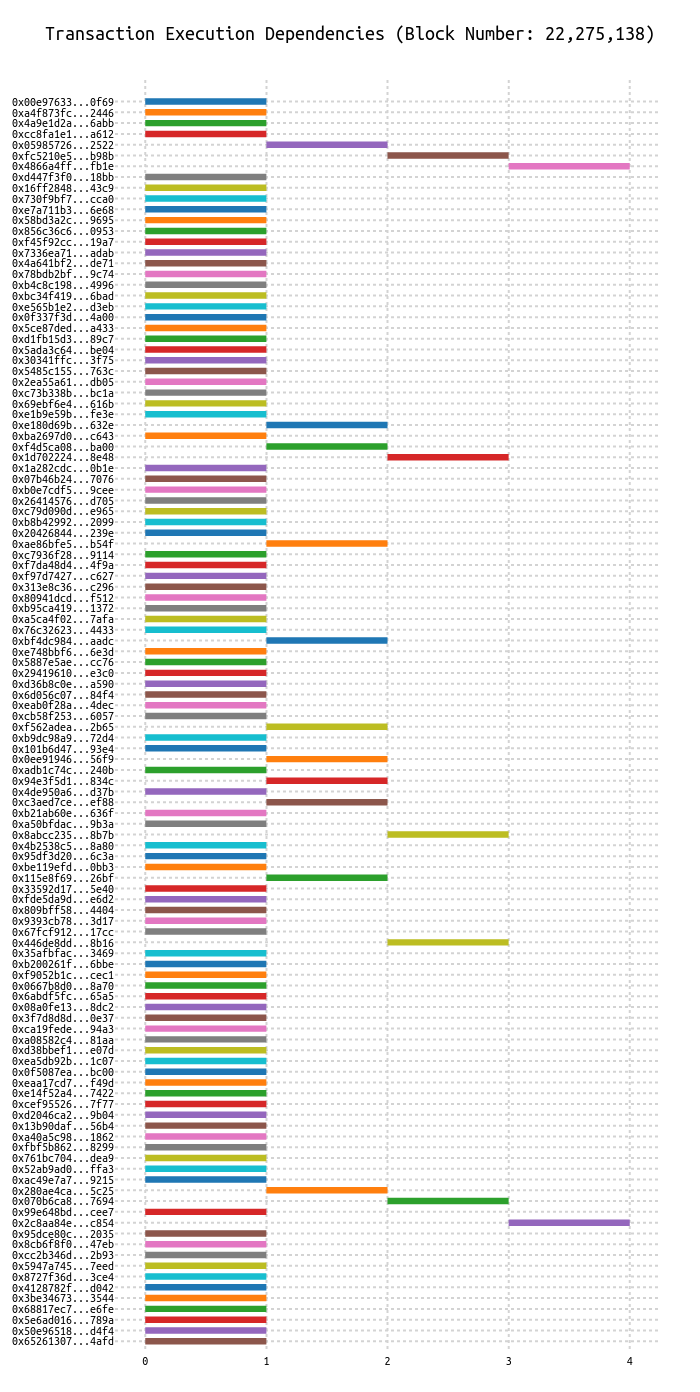 Transaction Execution Dependencies (Block Number: 22,275,138)
0x00e97633...0f69
0xa4f873fc...2446
0x4a9e1d2a...6abb
0xcc8fa1e1...a612
0x05985726...2522
0xfc5210e5...b98b
0x4866a4ff...fb1e
0xd447f3f0...18bb
0x16ff2848...43c9
0x730f9bf7...cca0
0xe7a711b3...6e68
0x58bd3a2c...9695
0x856c36c6...0953
0xf45f92cc...19a7
0x7336ea71...adab
0x4a641bf2...de71
0x78bdb2bf...9c74
0xb4c8c198...4996
0xbc34f419...6bad
0xe565b1e2...d3eb
0x0f337f3d...4a00
0x5ce87ded...a433
0xd1fb15d3...89c7
0x5ada3c64...be04
0x30341ffc...3f75
0x5485c155...763c
0x2ea55a61...db05
0xc73b338b...bc1a
0x69ebf6e4...616b
0xe1b9e59b...fe3e
0xe180d69b...632e
0xba2697d0...c643
0xf4d5ca08...ba00
0x1d702224...8e48
0x1a282cdc...0b1e
0x07b46b24...7076
0xb0e7cdf5...9cee
0x26414576...d705
0xc79d090d...e965
0xb8b42992...2099
0x20426844...239e
0xae86bfe5...b54f
0xc7936f28...9114
0xf7da48d4...4f9a
0xf97d7427...c627
0x313e8c36...c296
0x80941dcd...f512
0xb95ca419...1372
0xa5ca4f02...7afa
0x76c32623...4433
0xbf4dc984...aadc
0xe748bbf6...6e3d
0x5887e5ae...cc76
0x29419610...e3c0
0xd36b8c0e...a590
0x6d056c07...84f4
0xeab0f28a...4dec
0xcb58f253...6057
0xf562adea...2b65
0xb9dc98a9...72d4
0x101b6d47...93e4
0x0ee91946...56f9
0xadb1c74c...240b
0x94e3f5d1...834c
0x4de950a6...d37b
0xc3aed7ce...ef88
0xb21ab60e...636f
0xa50bfdac...9b3a
0x8abcc235...8b7b
0x4b2538c5...8a80
0x95df3d20...6c3a
0xbe119efd...0bb3
0x115e8f69...26bf
0x33592d17...5e40
0xfde5da9d...e6d2
0x809bff58...4404
0x9393cb78...3d17
0x67fcf912...17cc
0x446de8dd...8b16
0x35afbfac...3469
0xb200261f...6bbe
0xf9052b1c...cec1
0x0667b8d0...8a70
0x6abdf5fc...65a5
0x08a0fe13...8dc2
0x3f7d8d8d...0e37
0xca19fede...94a3
0xa08582c4...81aa
0xd38bbef1...e07d
0xea5db92b...1c07
0x0f5087ea...bc00
0xeaa17cd7...f49d
0xe14f52a4...7422
0xcef95526...7f77
0xd2046ca2...9b04
0x13b90daf...56b4
0xa40a5c98...1862
0xfbf5b862...8299
0x761bc704...dea9
0x52ab9ad0...ffa3
0xac49e7a7...9215
0x280ae4ca...5c25
0x070b6ca8...7694
0x99e648bd...cee7
0x2c8aa84e...c854
0x95dce80c...2035
0x8cb6f8f0...47eb
0xcc2b346d...2b93
0x5947a745...7eed
0x8727f36d...3ce4
0x4128782f...d042
0x3be34673...3544
0x68817ec7...e6fe
0x5e6ad016...789a
0x50e96518...d4f4
0x65261307...4afd
0 1 2 3 4